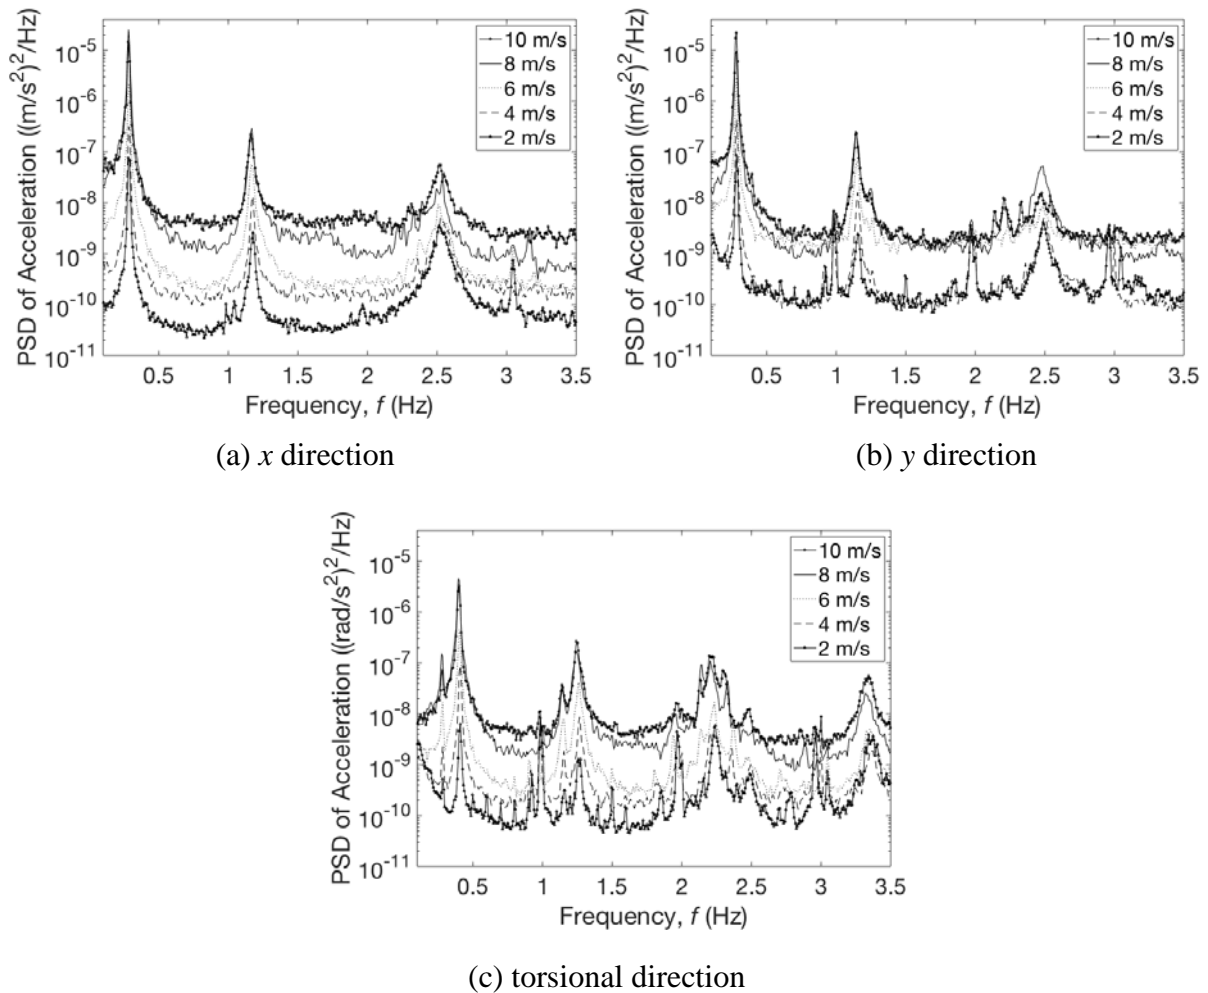 PSD of Acceleration ((m/s²)²/Hz)
10⁻⁵
10⁻⁶
10⁻⁷
10⁻⁸
10⁻⁹
10⁻¹⁰
10⁻¹¹
10 m/s
8 m/s
6 m/s
4 m/s
2 m/s
0.5 1 1.5 2 2.5 3 3.5
Frequency, f (Hz)
(a) x direction
PSD of Acceleration ((m/s²)²/Hz)
10⁻⁵
10⁻⁶
10⁻⁷
10⁻⁸
10⁻⁹
10⁻¹⁰
10⁻¹¹
10 m/s
8 m/s
6 m/s
4 m/s
2 m/s
0.5 1 1.5 2 2.5 3 3.5
Frequency, f (Hz)
(b) y direction
PSD of Acceleration ((rad/s²)²/Hz)
10⁻⁵
10⁻⁶
10⁻⁷
10⁻⁸
10⁻⁹
10⁻¹⁰
10⁻¹¹
10 m/s
8 m/s
6 m/s
4 m/s
2 m/s
0.5 1 1.5 2 2.5 3 3.5
Frequency, f (Hz)
(c) torsional direction